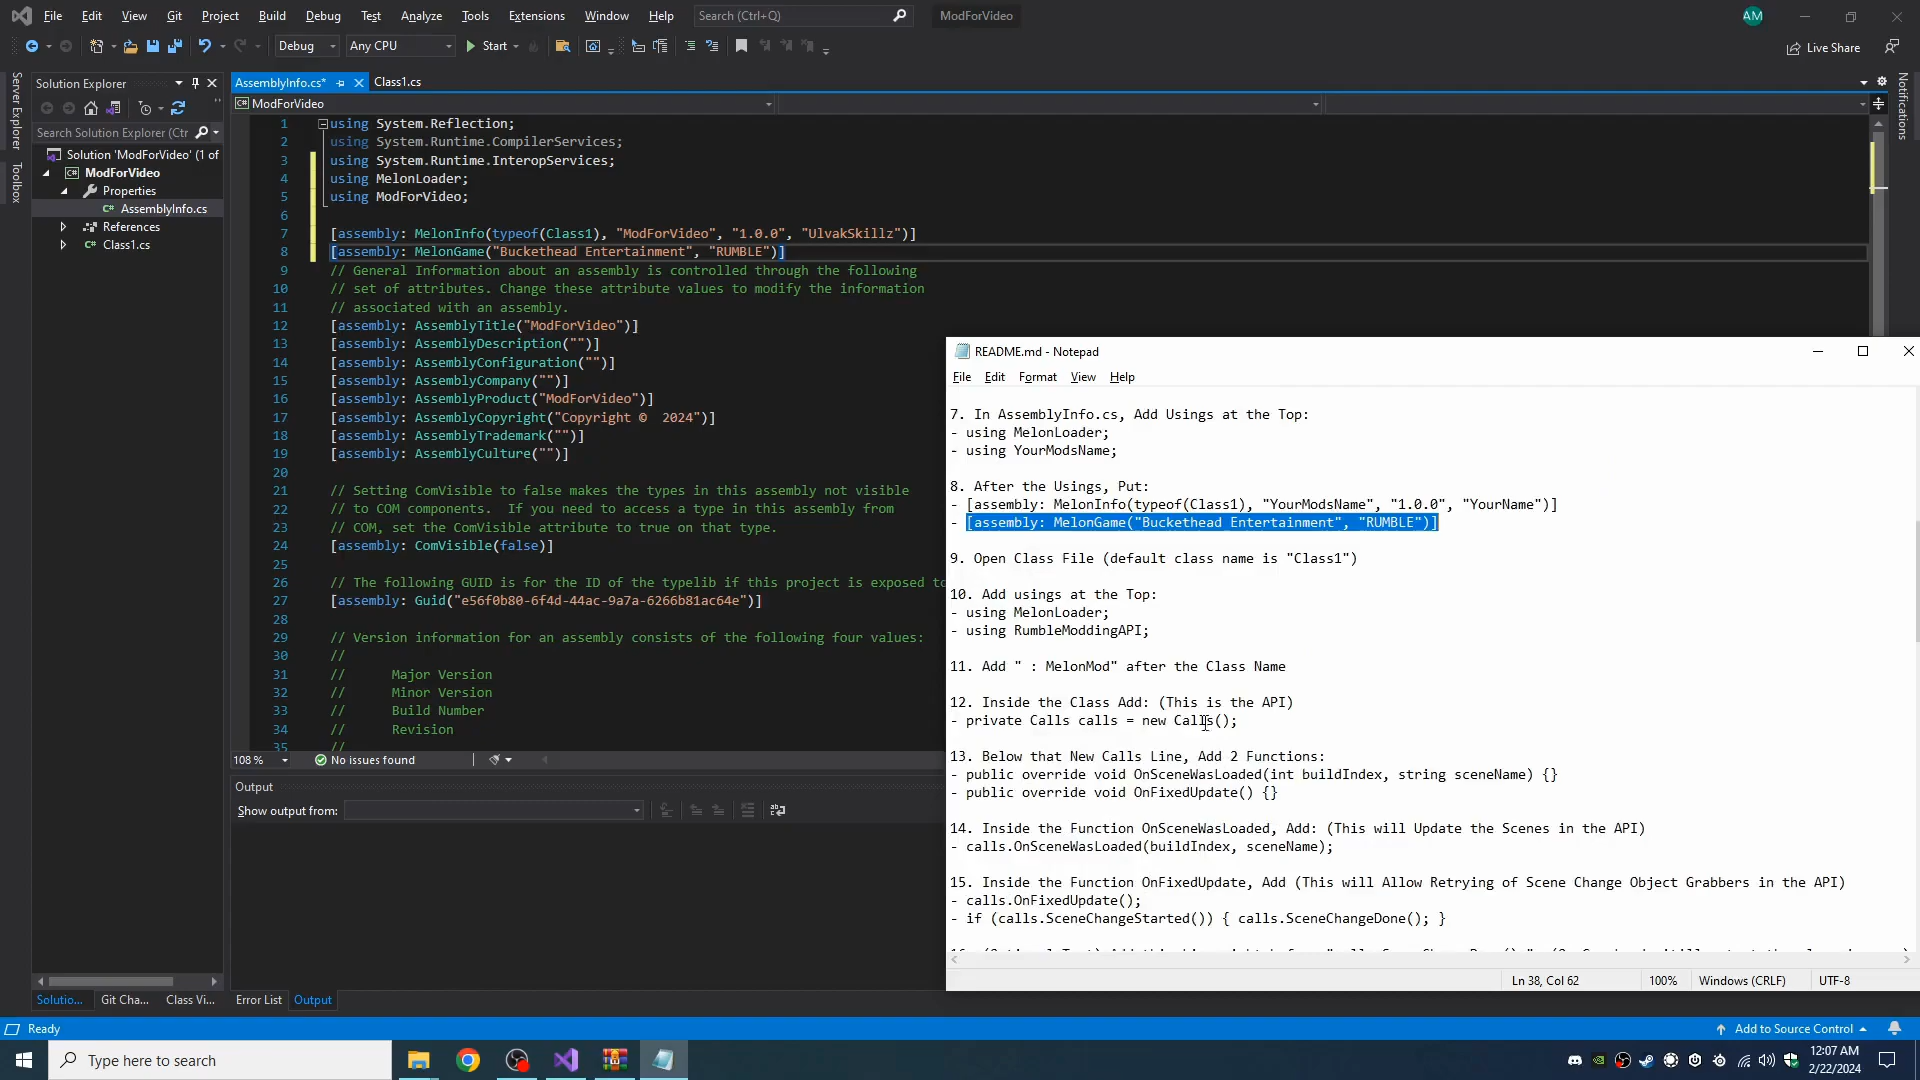 File Edit View Git Project Build Debug Test Analyze Tools Extensions Window Help Search (Ctrl+Q) ModForVideo AM
Debug Any CPU Start Live Share
Server Explorer
Toolbox
Notifications
Solution Explorer
Search Solution Explorer (Ctr
Solution 'ModForVideo' (1 of
ModForVideo
Properties
AssemblyInfo.cs
References
Class1.cs
AssemblyInfo.cs* Class1.cs
ModForVideo
1 using System.Reflection;
2 using System.Runtime.CompilerServices;
3 using System.Runtime.InteropServices;
4 using MelonLoader;
5 using ModForVideo;
6
7 [assembly: MelonInfo(typeof(Class1), "ModForVideo", "1.0.0", "UlvakSkillz")]
8 [assembly: MelonGame("Buckethead Entertainment", "RUMBLE")]
9 // General Information about an assembly is controlled through the following
10 // set of attributes. Change these attribute values to modify the information
11 // associated with an assembly.
12 [assembly: AssemblyTitle("ModForVideo")]
13 [assembly: AssemblyDescription("")]
14 [assembly: AssemblyConfiguration("")]
15 [assembly: AssemblyCompany("")]
16 [assembly: AssemblyProduct("ModForVideo")]
17 [assembly: AssemblyCopyright("Copyright ©  2024")]
18 [assembly: AssemblyTrademark("")]
19 [assembly: AssemblyCulture("")]
20
21 // Setting ComVisible to false makes the types in this assembly not visible
22 // to COM components.  If you need to access a type in this assembly from
23 // COM, set the ComVisible attribute to true on that type.
24 [assembly: ComVisible(false)]
25
26 // The following GUID is for the ID of the typelib if this project is exposed to
27 [assembly: Guid("e56f0b80-6f4d-44ac-9a7a-6266b81ac64e")]
28
29 // Version information for an assembly consists of the following four values:
30 //
31 //      Major Version
32 //      Minor Version
33 //      Build Number
34 //      Revision
35 //
108 % No issues found
Output
Show output from:
Solutio... Git Cha... Class Vi... Error List Output
README.md - Notepad
File Edit Format View Help
7. In AssemblyInfo.cs, Add Usings at the Top:
- using MelonLoader;
- using YourModsName;
8. After the Usings, Put:
- [assembly: MelonInfo(typeof(Class1), "YourModsName", "1.0.0", "YourName")]
- [assembly: MelonGame("Buckethead Entertainment", "RUMBLE")]
9. Open Class File (default class name is "Class1")
10. Add usings at the Top:
- using MelonLoader;
- using RumbleModdingAPI;
11. Add " : MelonMod" after the Class Name
12. Inside the Class Add: (This is the API)
- private Calls calls = new Calls();
13. Below that New Calls Line, Add 2 Functions:
- public override void OnSceneWasLoaded(int buildIndex, string sceneName) {}
- public override void OnFixedUpdate() {}
14. Inside the Function OnSceneWasLoaded, Add: (This will Update the Scenes in the API)
- calls.OnSceneWasLoaded(buildIndex, sceneName);
15. Inside the Function OnFixedUpdate, Add (This will Allow Retrying of Scene Change Object Grabbers in the API)
- calls.OnFixedUpdate();
- if (calls.SceneChangeStarted()) { calls.SceneChangeDone(); }
Ln 38, Col 62 100% Windows (CRLF) UTF-8
Ready Add to Source Control
Type here to search
12:07 AM
2/22/2024